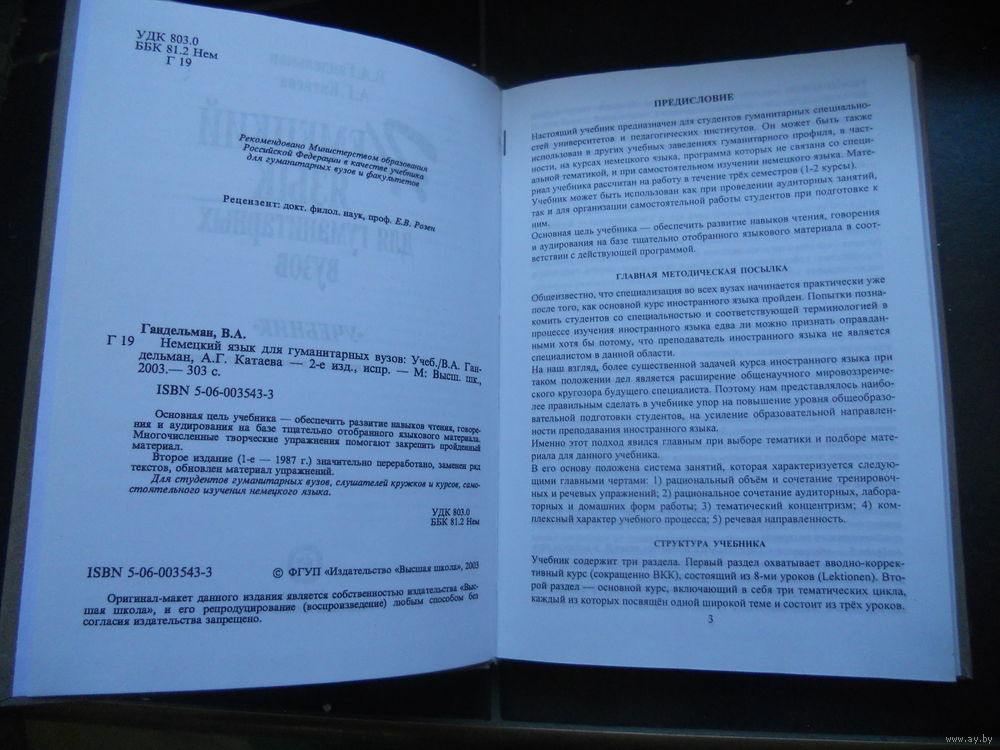 УДК 803.0
ББК 81.2 Нем
Г 19
Рекомендовано Министерством образования
Российской Федерации в качестве учебника
для гуманитарных вузов и факультетов
Рецензент: докт. филол, наук, проф. Е.В. Розен
Гандельман, В.А.
Г 19 Немецкий язык для гуманитарных вузов: Учеб./В.А. Ган-
дельман, А.Г. Катаева — 2-е изд., испр. — М: Высш. шк.,
2003.— 303 с.
ISBN 5-06-003543-3
Основная цель учебника — обеспечить развитие навыков чтения, говоре-
ния и аудирования на базе тщательно отобранного языкового материала.
Многочисленные творческие упражнения помогают закрепить пройденный
материал.
Второе издание (1-е — 1987 г.) значительно переработано, заменен ряд
текстов, обновлен материал упражнений.
Для студентов гуманитарных вузов, слушателей кружков и курсов, само-
стоятельного изучения немецкого языка.
УДК 803.0
ББК 81.2 Нем
ISBN 5-06-003543-3 © ФГУП «Издательство «Высшая школа», 2003
Оригинал-макет данного издания является собственностью издательства «Выс-
шая школа», и его репродуцирование (воспроизведение) любым способом без
согласия издательства запрещено.
ПРЕДИСЛОВИЕ
Настоящий учебник предназначен для студентов гуманитарных специально-
стей университетов и педагогических институтов. Он может быть также
использован в других учебных заведениях гуманитарного профиля, в част-
ности, на курсах немецкого языка, программа которых не связана со специ-
альной тематикой, и при самостоятельном изучении немецкого языка. Мате-
риал учебника рассчитан на работу в течение трёх семестров (1-2 курсы).
Учебник может быть использован как при проведении аудиторных занятий,
так и для организации самостоятельной работы студентов при подготовке к
ним.
Основная цель учебника — обеспечить развитие навыков чтения, говорения
и аудирования на базе тщательно отобранного языкового материала в соот-
ветствии с действующей программой.
ГЛАВНАЯ МЕТОДИЧЕСКАЯ ПОСЫЛКА
Общеизвестно, что специализация во всех вузах начинается практически уже
после того, как основной курс иностранного языка пройден. Попытки позна-
комить студентов со специальностью и соответствующей терминологией в
процессе изучения иностранного языка едва ли можно признать оправдан-
ными хотя бы потому, что преподаватель иностранного языка не является
специалистом в данной области.
На наш взгляд, более существенной задачей курса иностранного языка при
таком положении дел является расширение общенаучного мировоззренче-
ского кругозора будущего специалиста. Поэтому нам представлялось наибо-
лее правильным сделать в учебнике упор на повышение уровня общеобразо-
вательной подготовки студентов, на усиление образовательной направлен-
ности преподавания иностранного языка.
Именно этот подход явился главным при выборе тематики и подборе мате-
риала для данного учебника.
В его основу положена система занятий, которая характеризуется следую-
щими главными чертами: 1) рациональный объём и сочетание тренировоч-
ных и речевых упражнений; 2) рациональное сочетание аудиторных, лабора-
торных и домашних форм работы; 3) тематический концентризм; 4) ком-
плексный характер учебного процесса; 5) речевая направленность.
СТРУКТУРА УЧЕБНИКА
Учебник содержит три раздела. Первый раздел охватывает вводно-коррек-
тивный курс (сокращенно ВКК), состоящий из 8-ми уроков (Lektionen). Вто-
рой раздел — основной курс, включающий в себя три тематических цикла,
каждый из которых посвящён одной широкой теме и состоит из трёх уроков.
3
www.ay.by